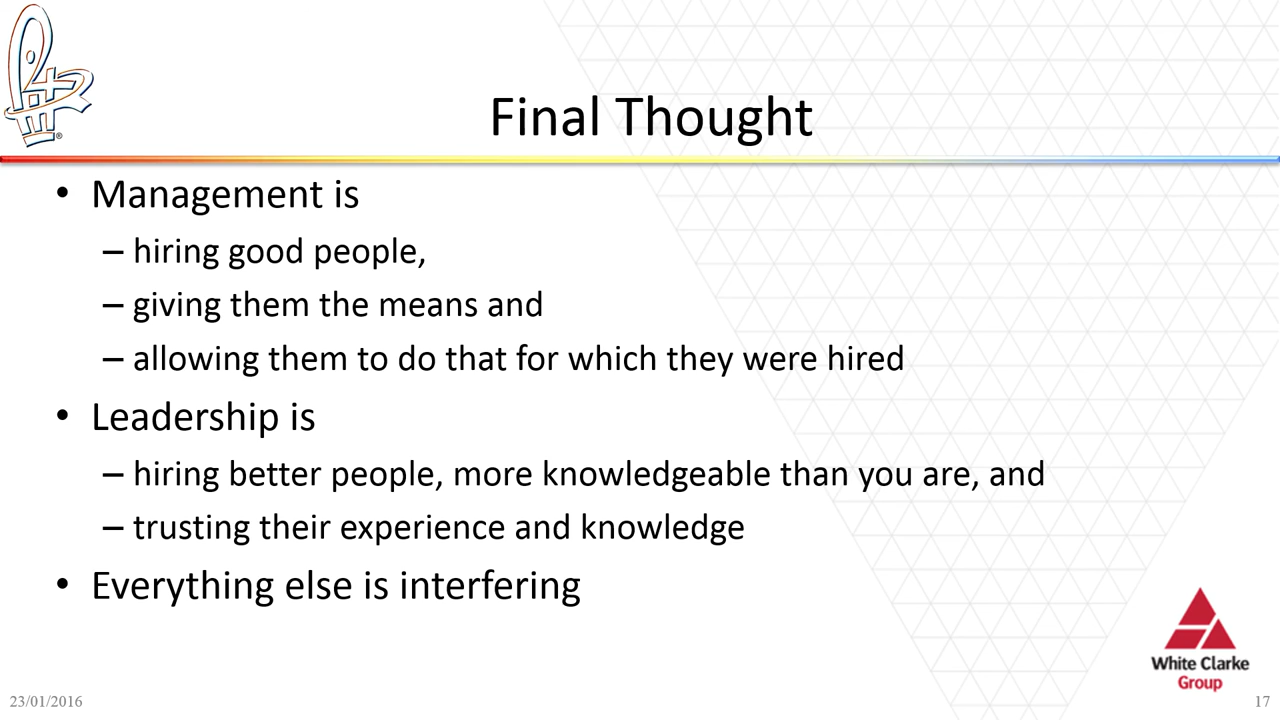 Final Thought
• Management is
– hiring good people,
– giving them the means and
– allowing them to do that for which they were hired
• Leadership is
– hiring better people, more knowledgeable than you are, and
– trusting their experience and knowledge
• Everything else is interfering
White Clarke
Group
23/01/2016
17
®